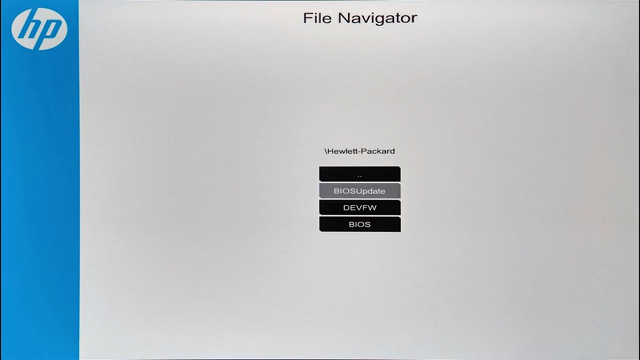 hp
File Navigator
\Hewlett-Packard
..
BIOSUpdate
DEVFW
BIOS